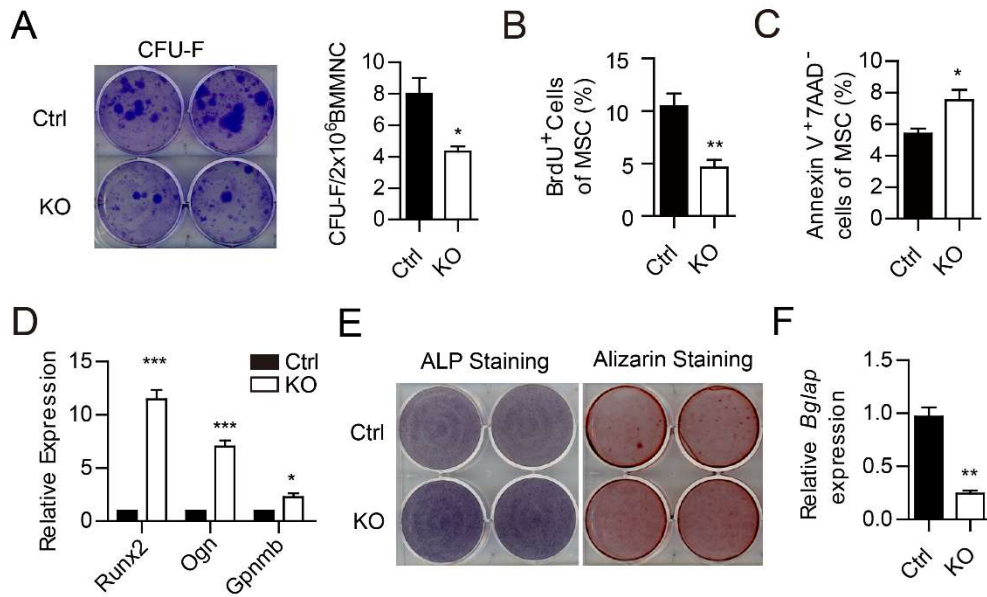 A
CFU-F
Ctrl
KO
CFU-F/2x10⁶BMMNC
10
8
6
4
2
0
*
Ctrl
KO
B
BrdU⁺Cells
of MSC (%)
15
10
5
0
**
Ctrl
KO
C
Annexin V⁺7AAD⁻
cells of MSC (%)
10
8
6
4
2
0
*
Ctrl
KO
D
Relative Expression
15
10
5
0
***
***
*
Ctrl
KO
Runx2
Ogn
Gpnmb
E
ALP Staining
Alizarin Staining
Ctrl
KO
F
Relative Bglap
expression
1.5
1.0
0.5
0.0
**
Ctrl
KO